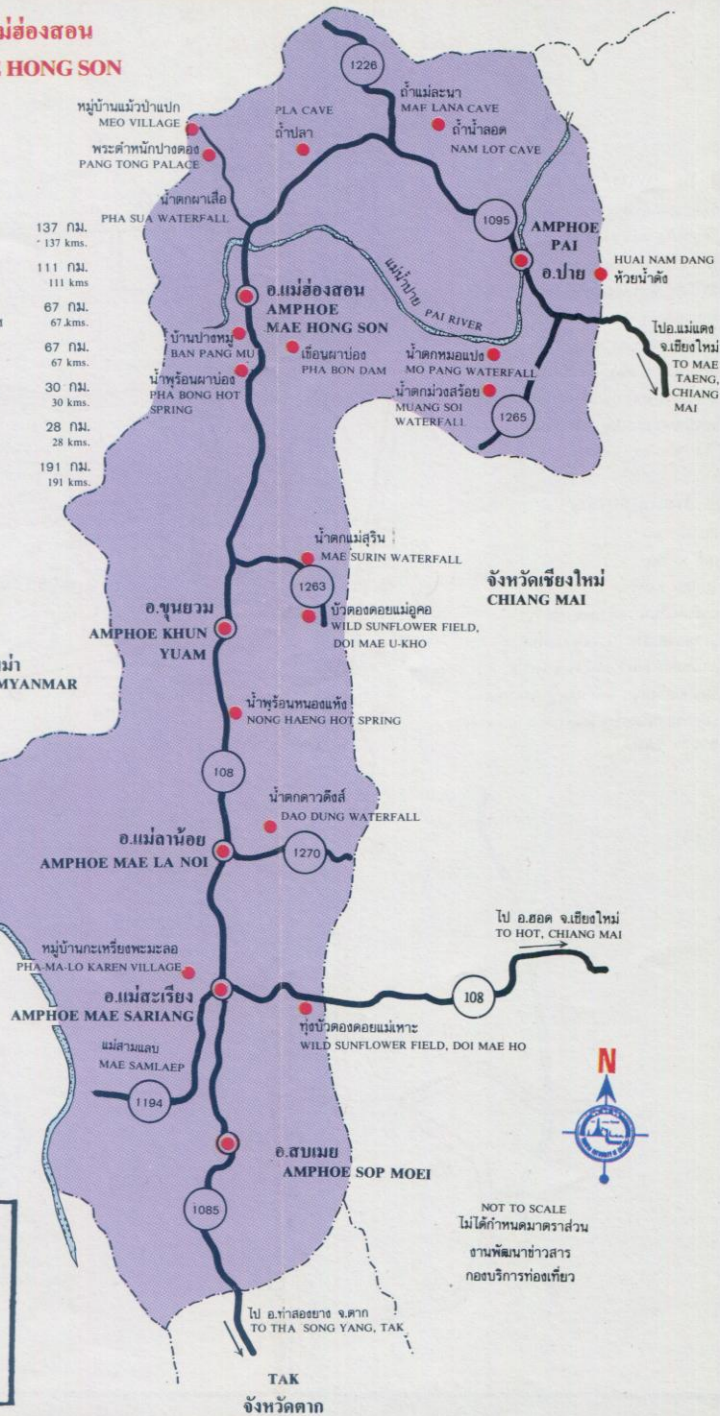 ม่ฮ่องสอน
E HONG SON
1226
หมู่บ้านแม้วป่าแปก
MEO VILLAGE
PLA CAVE
ถ้ำปลา
ถ้ำแม่ละนา
MAE LANA CAVE
ถ้ำน้ำลอด
NAM LOT CAVE
พระตำหนักปางตอง
PANG TONG PALACE
น้ำตกผาเสื่อ
PHA SUA WATERFALL
1095
AMPHOE
PAI
อ.ปาย
HUAI NAM DANG
ห้วยน้ำดัง
137 กม.
137 kms.
111 กม.
111 kms
67 กม.
67 kms.
67 กม.
67 kms.
30 กม.
30 kms.
28 กม.
28 kms.
191 กม.
191 kms.
อ.แม่ฮ่องสอน
AMPHOE
MAE HONG SON
แม่น้ำปาย PAI RIVER
บ้านปางหมู
BAN PANG MU
เขื่อนผาบ่อง
PHA BON DAM
น้ำพุร้อนผาบ่อง
PHA BONG HOT
SPRING
น้ำตกหมอแปง
MO PANG WATERFALL
น้ำตกม่วงสร้อย
MUANG SOI
WATERFALL
1265
ไปอ.แม่แตง
จ.เชียงใหม่
TO MAE
TAENG,
CHIANG
MAI
น้ำตกแม่สุริน
MAE SURIN WATERFALL
1263
บัวตองดอยแม่อูคอ
WILD SUNFLOWER FIELD,
DOI MAE U-KHO
จังหวัดเชียงใหม่
CHIANG MAI
อ.ขุนยวม
AMPHOE KHUN
YUAM
ม่า
MYANMAR
น้ำพุร้อนหนองแห้ง
NONG HAENG HOT SPRING
108
น้ำตกดาวดึงส์
DAO DUNG WATERFALL
อ.แม่ลาน้อย
AMPHOE MAE LA NOI
1270
ไป อ.ฮอด จ.เชียงใหม่
TO HOT, CHIANG MAI
หมู่บ้านกะเหรี่ยงพะมะลอ
PHA-MA-LO KAREN VILLAGE
อ.แม่สะเรียง
AMPHOE MAE SARIANG
108
ทุ่งบัวตองดอยแม่เหาะ
WILD SUNFLOWER FIELD, DOI MAE HO
แม่สามแลบ
MAE SAMLAEP
1194
N
อ.สบเมย
AMPHOE SOP MOEI
1085
NOT TO SCALE
ไม่ได้กำหนดมาตราส่วน
งานพัฒนาข่าวสาร
กองบริการท่องเที่ยว
ไป อ.ท่าสองยาง จ.ตาก
TO THA SONG YANG, TAK
TAK
จังหวัดตาก